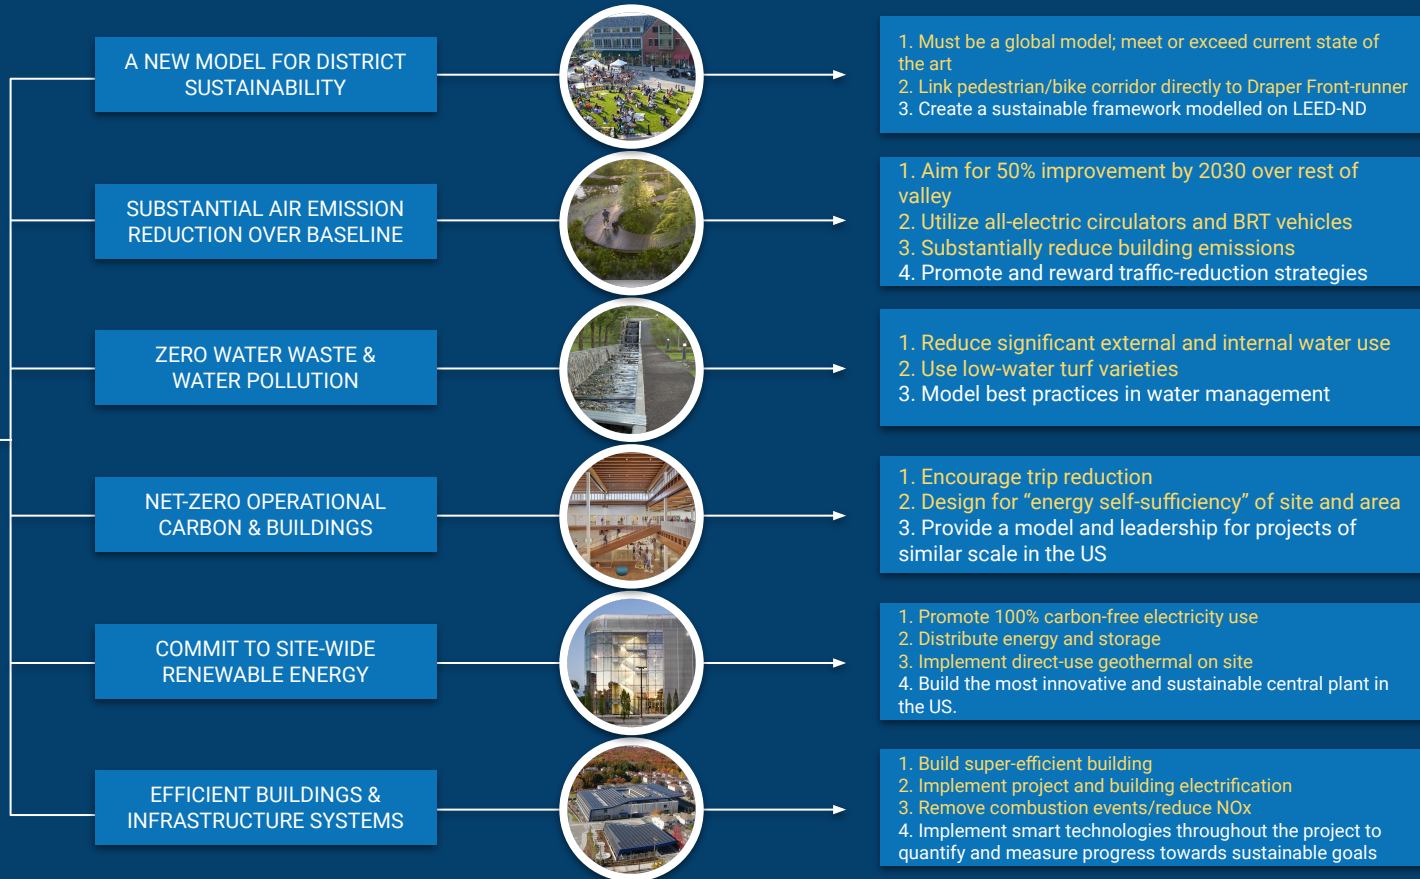 A NEW MODEL FOR DISTRICT
SUSTAINABILITY
1. Must be a global model; meet or exceed current state of
the art
2. Link pedestrian/bike corridor directly to Draper Front-runner
3. Create a sustainable framework modelled on LEED-ND
SUBSTANTIAL AIR EMISSION
REDUCTION OVER BASELINE
1. Aim for 50% improvement by 2030 over rest of
valley
2. Utilize all-electric circulators and BRT vehicles
3. Substantially reduce building emissions
4. Promote and reward traffic-reduction strategies
ZERO WATER WASTE &
WATER POLLUTION
1. Reduce significant external and internal water use
2. Use low-water turf varieties
3. Model best practices in water management
NET-ZERO OPERATIONAL
CARBON & BUILDINGS
1. Encourage trip reduction
2. Design for “energy self-sufficiency” of site and area
3. Provide a model and leadership for projects of
similar scale in the US
COMMIT TO SITE-WIDE
RENEWABLE ENERGY
1. Promote 100% carbon-free electricity use
2. Distribute energy and storage
3. Implement direct-use geothermal on site
4. Build the most innovative and sustainable central plant in
the US.
EFFICIENT BUILDINGS &
INFRASTRUCTURE SYSTEMS
1. Build super-efficient building
2. Implement project and building electrification
3. Remove combustion events/reduce NOx
4. Implement smart technologies throughout the project to
quantify and measure progress towards sustainable goals